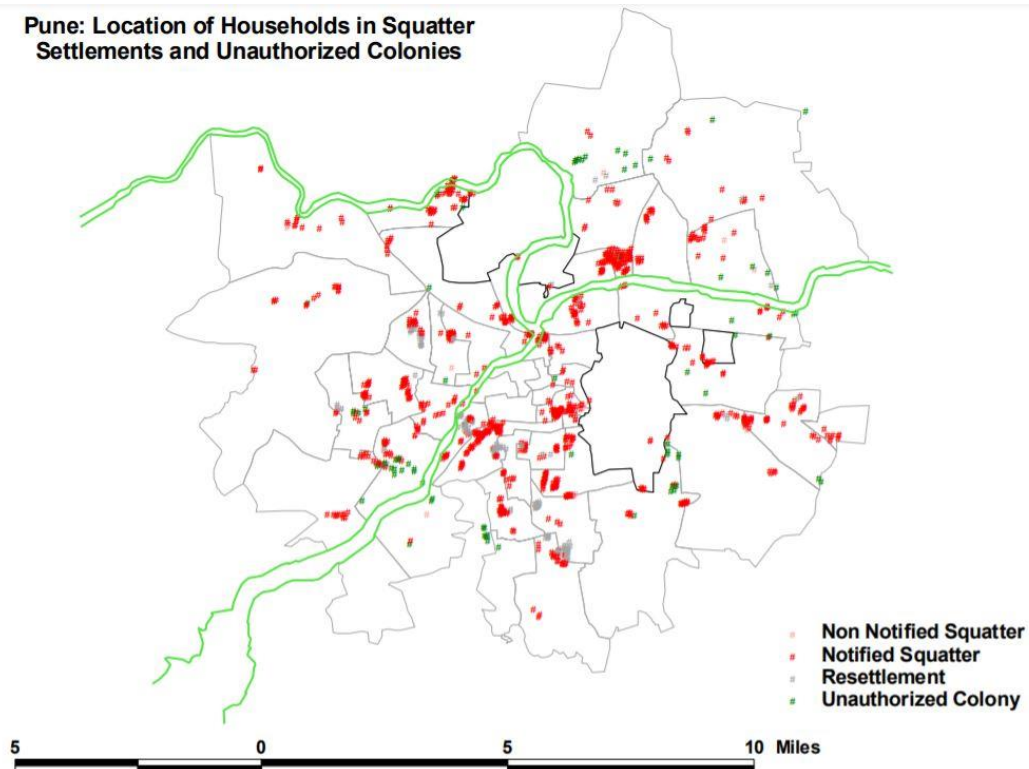 Pune: Location of Households in Squatter
Settlements and Unauthorized Colonies
# Non Notified Squatter
# Notified Squatter
# Resettlement
# Unauthorized Colony
5 0 5 10 Miles